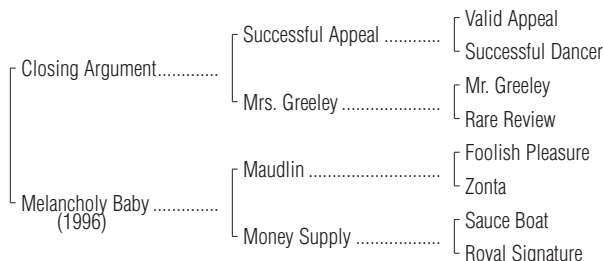 Valid Appeal
Successful Appeal ............
Successful Dancer
Closing Argument.............
Mr. Greeley
Mrs. Greeley .....................
Rare Review
Foolish Pleasure
Maudlin ............................
Zonta
Melancholy Baby ..............
(1996)
Sauce Boat
Money Supply ..................
Royal Signature